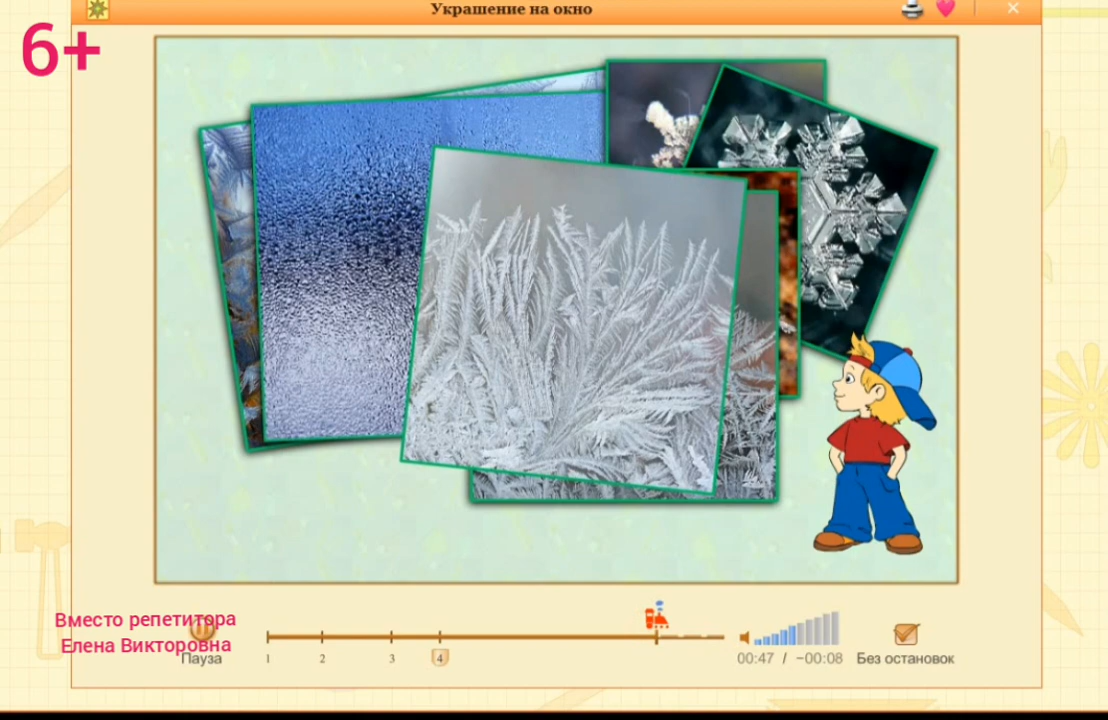 Украшение на окно
6+
Вместо репетитора
Елена Викторовна
Пауза
1 2 3 4
00:47 / −00:08
Без остановок